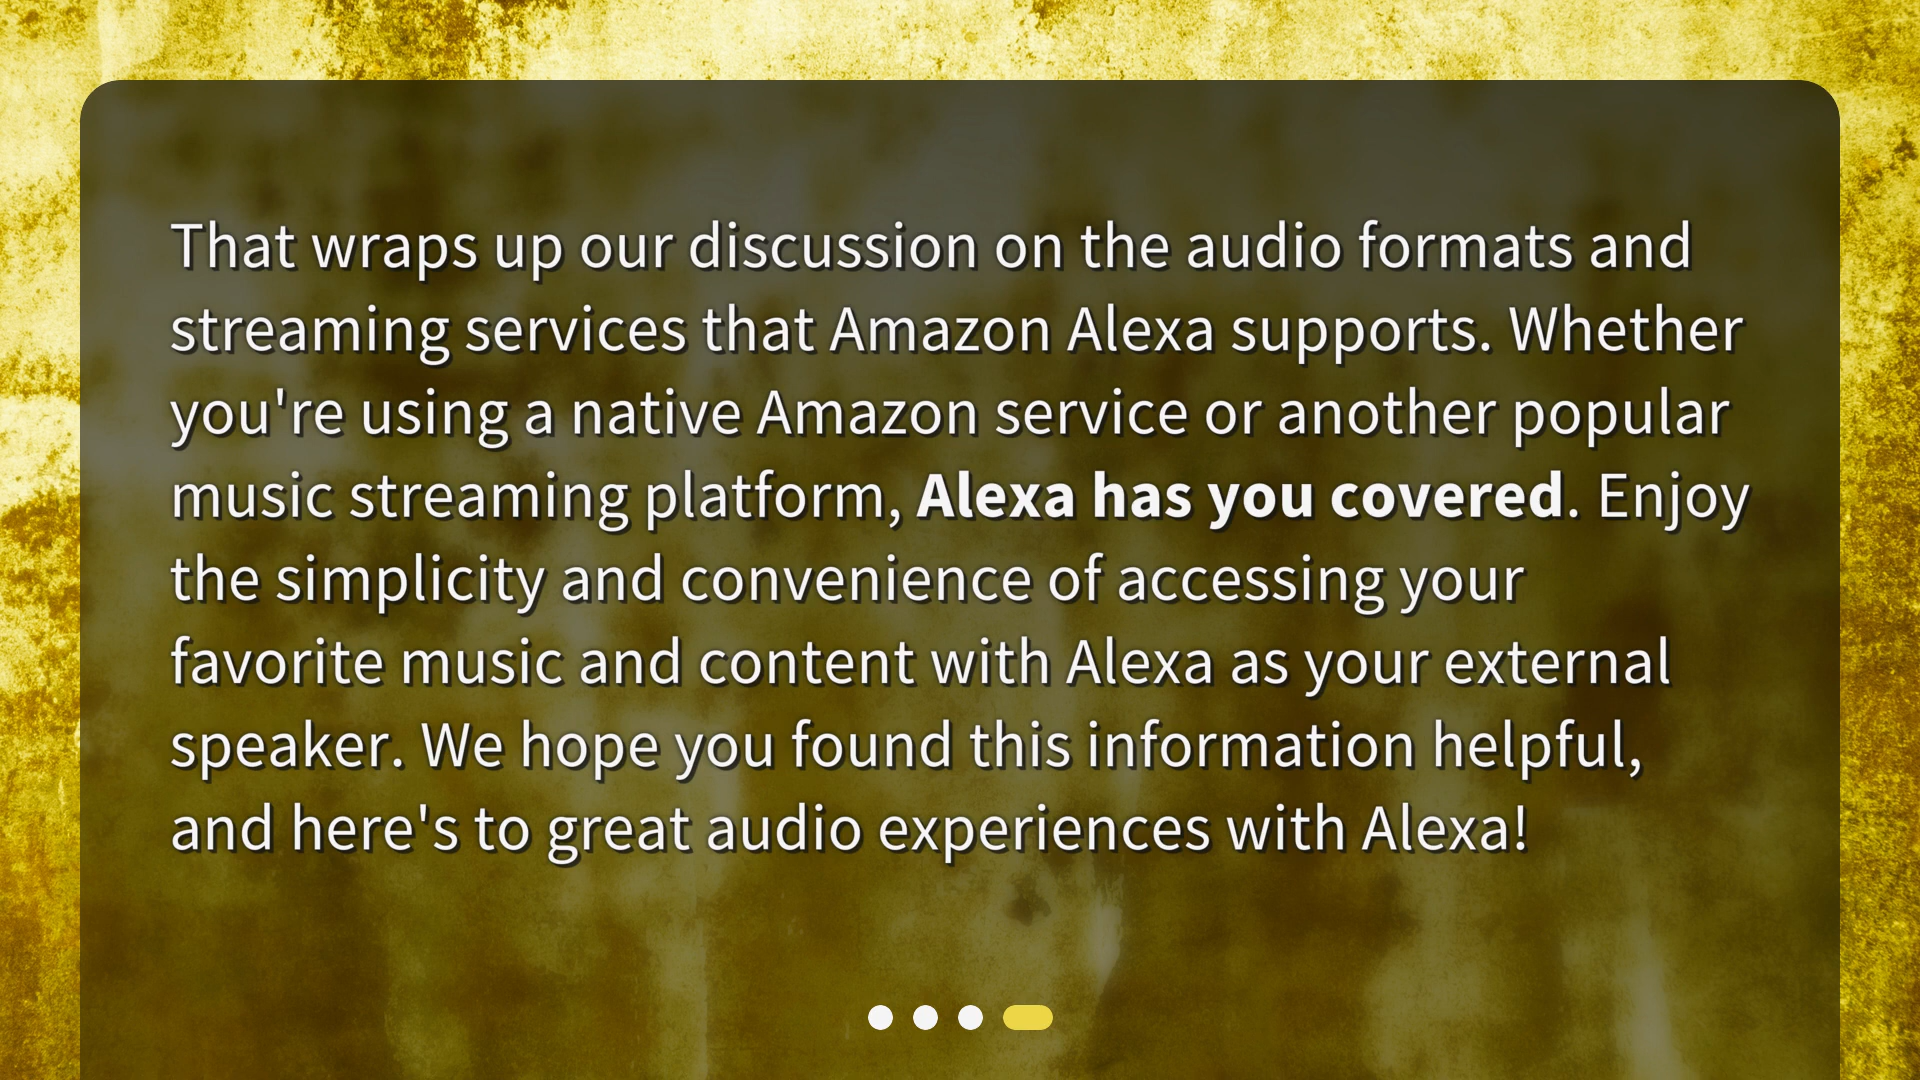 That wraps up our discussion on the audio formats and
streaming services that Amazon Alexa supports. Whether
you're using a native Amazon service or another popular
music streaming platform, Alexa has you covered. Enjoy
the simplicity and convenience of accessing your
favorite music and content with Alexa as your external
speaker. We hope you found this information helpful,
and here's to great audio experiences with Alexa!